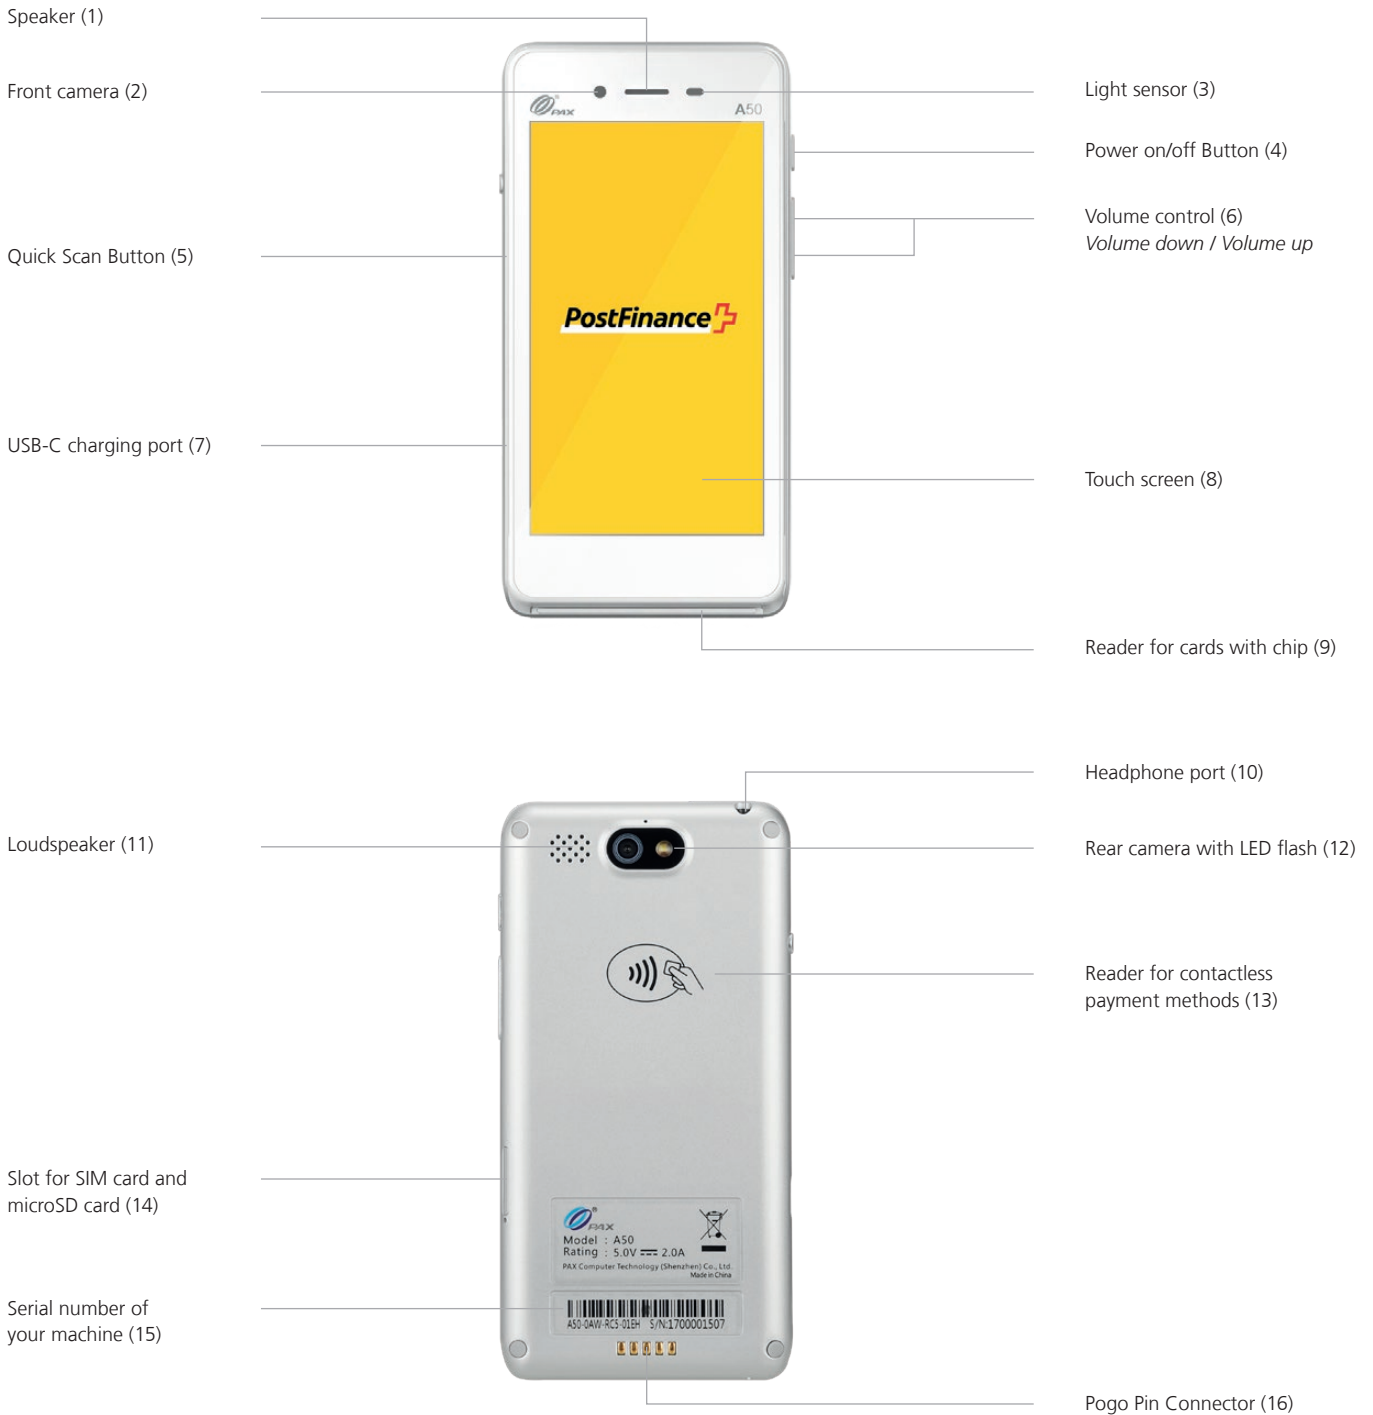 Speaker (1)
Front camera (2)
Light sensor (3)
PAX®
A50
Power on/off Button (4)
Volume control (6)
Volume down / Volume up
Quick Scan Button (5)
PostFinance
USB-C charging port (7)
Touch screen (8)
Reader for cards with chip (9)
Headphone port (10)
Loudspeaker (11)
Rear camera with LED flash (12)
Reader for contactless
payment methods (13)
Slot for SIM card and
microSD card (14)
PAX®
Model : A50
Rating : 5.0V ⎓ 2.0A
PAX Computer Technology (Shenzhen) Co., Ltd.
Made in China
Serial number of
your machine (15)
A50-0AW-RC5-01EH S/N:1700001507
Pogo Pin Connector (16)